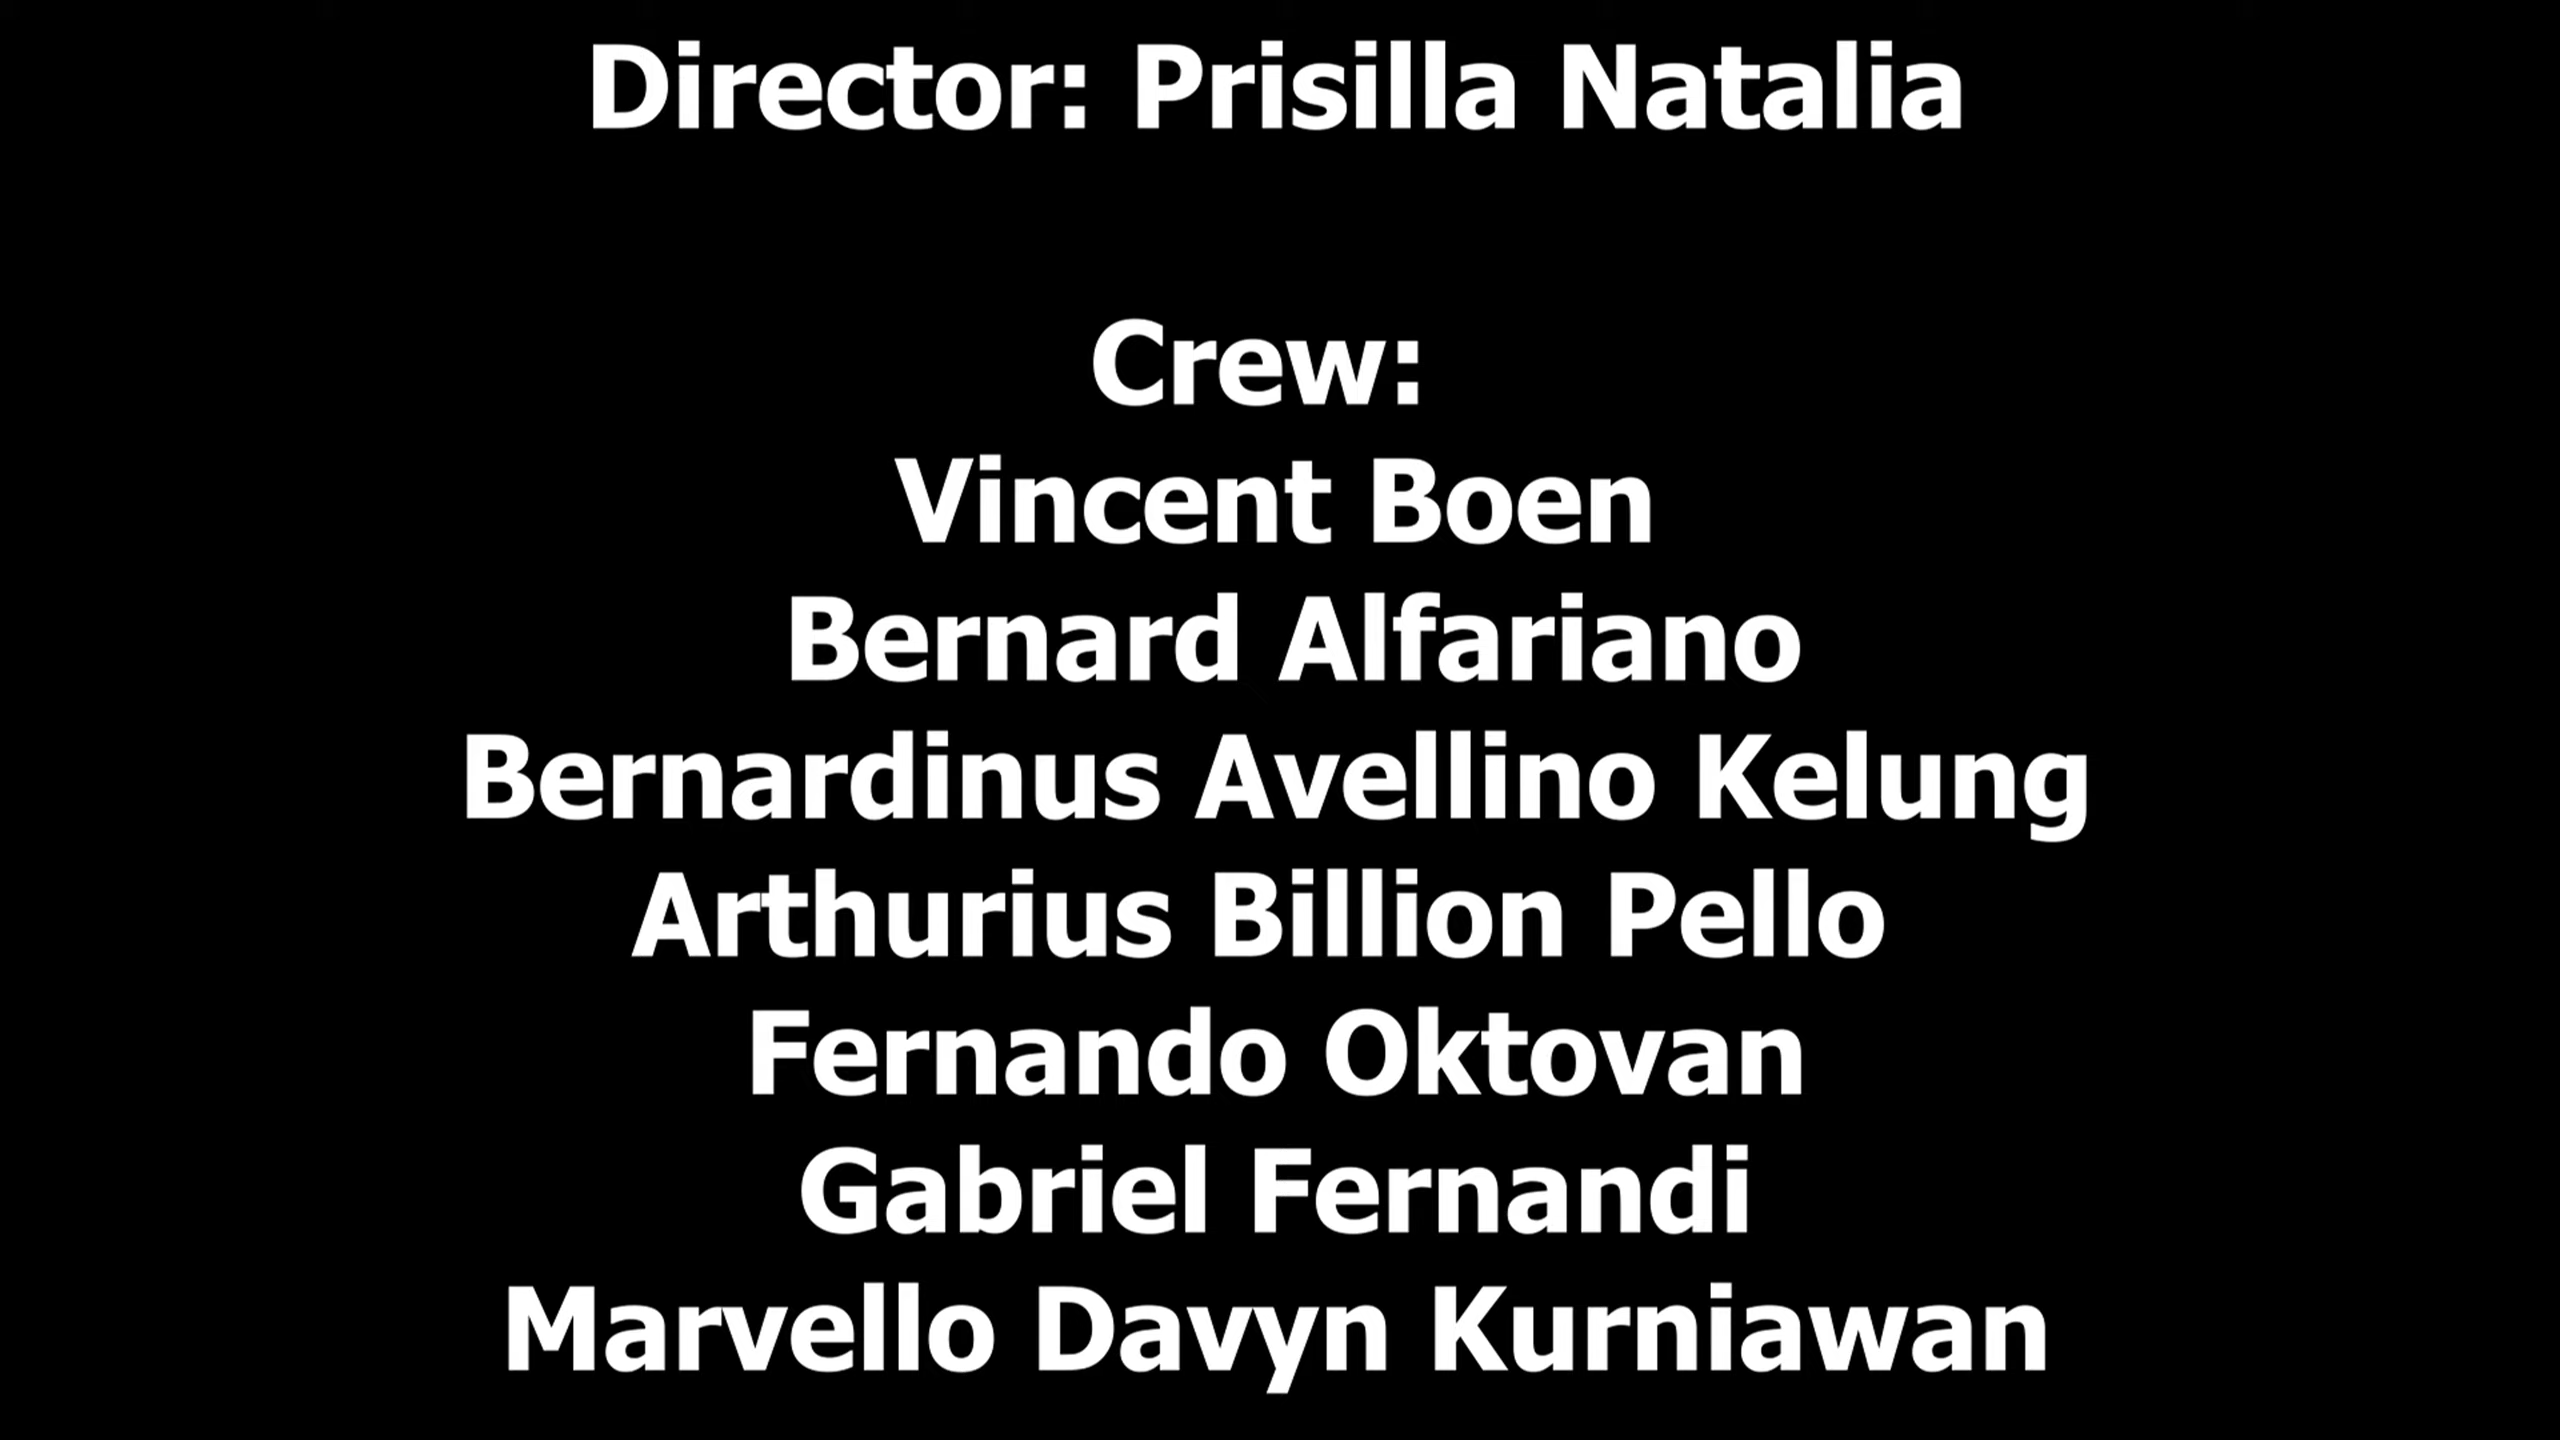 Director: Prisilla Natalia
Crew:
Vincent Boen
Bernard Alfariano
Bernardinus Avellino Kelung
Arthurius Billion Pello
Fernando Oktovan
Gabriel Fernandi
Marvello Davyn Kurniawan